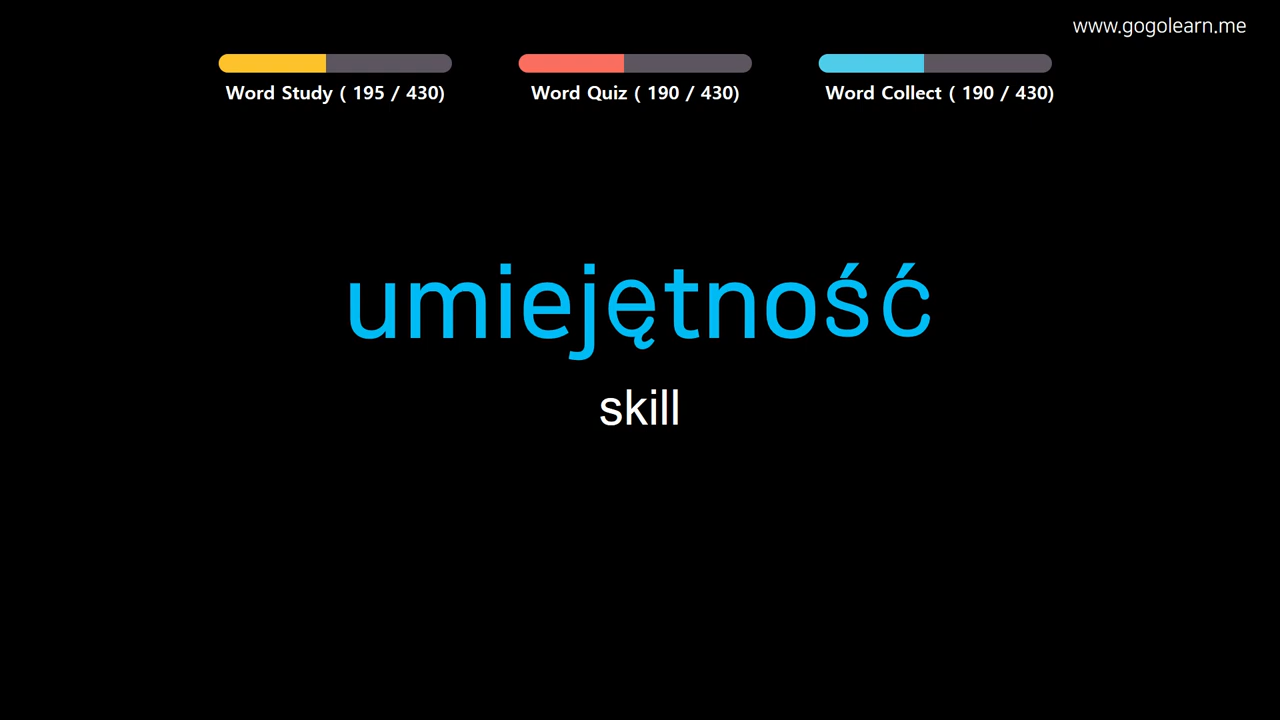 www.gogolearn.me
Word Study ( 195 / 430)
Word Quiz ( 190 / 430)
Word Collect ( 190 / 430)
umiejętność
skill